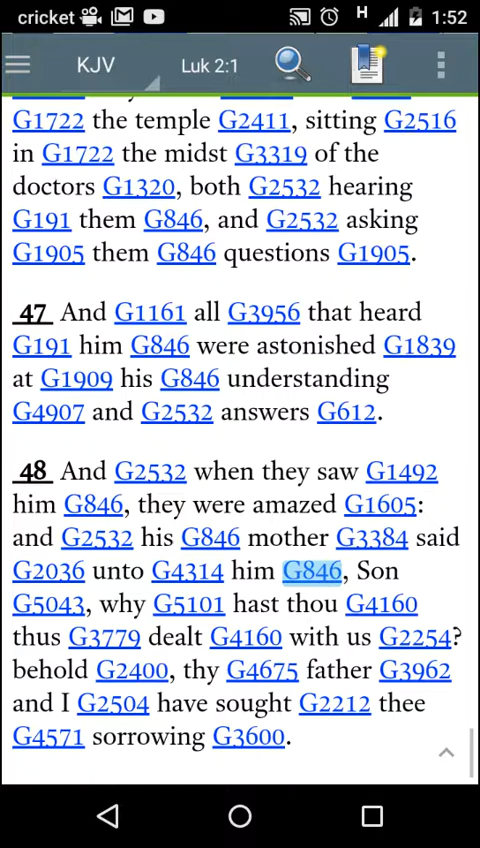 cricket H 1:52
KJV Luk 2:1
G1722 the temple G2411, sitting G2516
in G1722 the midst G3319 of the
doctors G1320, both G2532 hearing
G191 them G846, and G2532 asking
G1905 them G846 questions G1905.
47 And G1161 all G3956 that heard
G191 him G846 were astonished G1839
at G1909 his G846 understanding
G4907 and G2532 answers G612.
48 And G2532 when they saw G1492
him G846, they were amazed G1605:
and G2532 his G846 mother G3384 said
G2036 unto G4314 him G846, Son
G5043, why G5101 hast thou G4160
thus G3779 dealt G4160 with us G2254?
behold G2400, thy G4675 father G3962
and I G2504 have sought G2212 thee
G4571 sorrowing G3600.